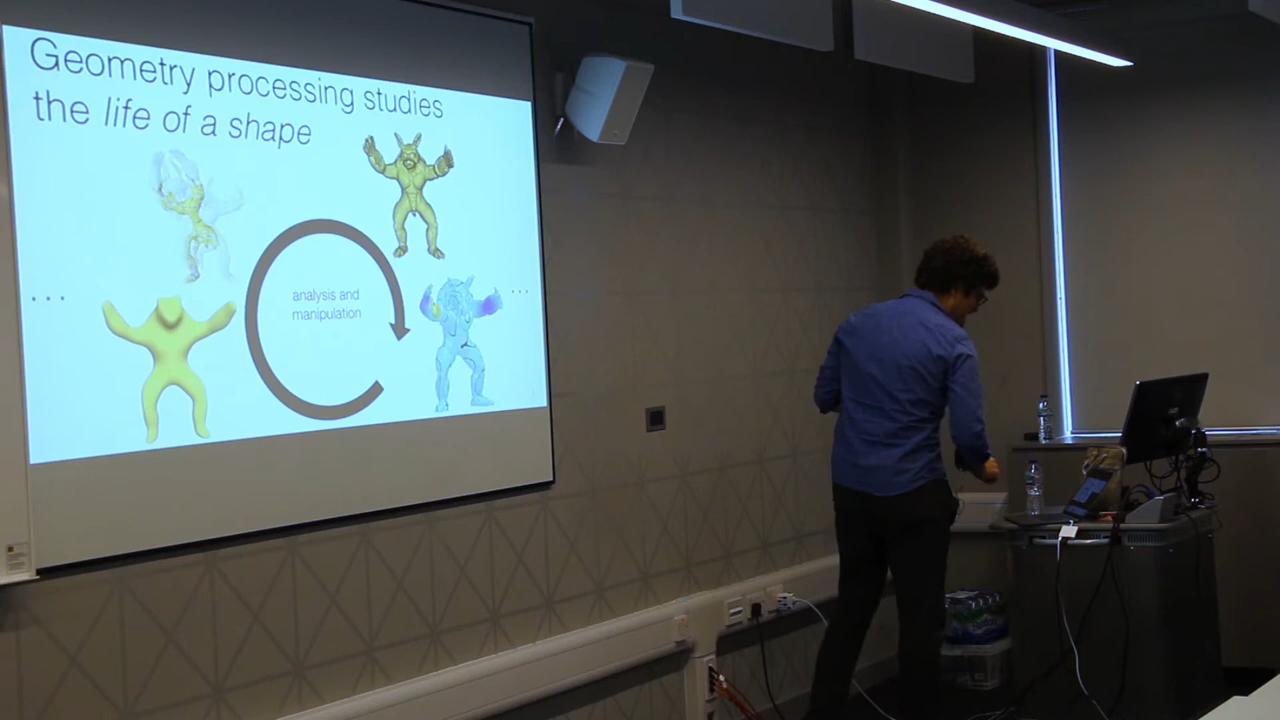 Geometry processing studies
the life of a shape
analysis and
manipulation
. . .
. . .